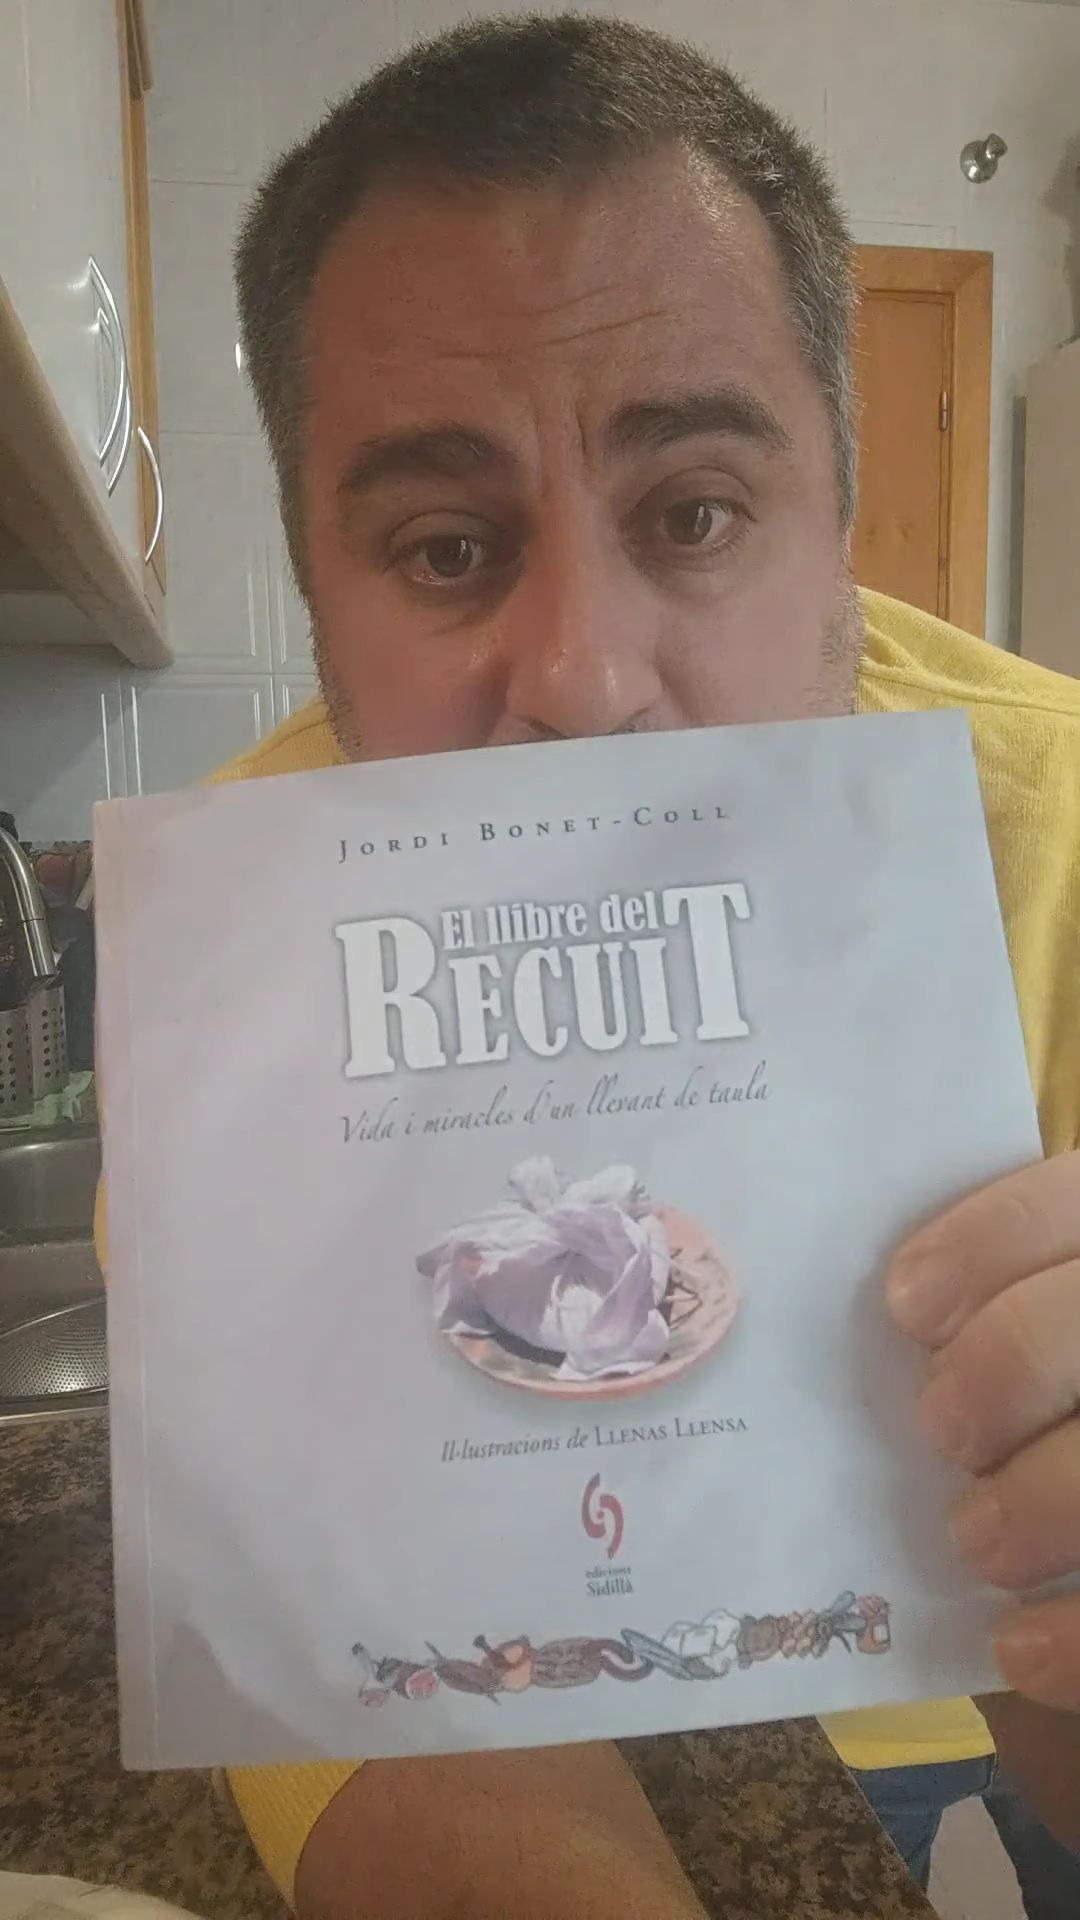 Jordi Bonet-Coll
El llibre del
Recuit
Vida i miracles d'un llevant de taula
Il·lustracions de Llenas Llensa
edicions
Sidillà